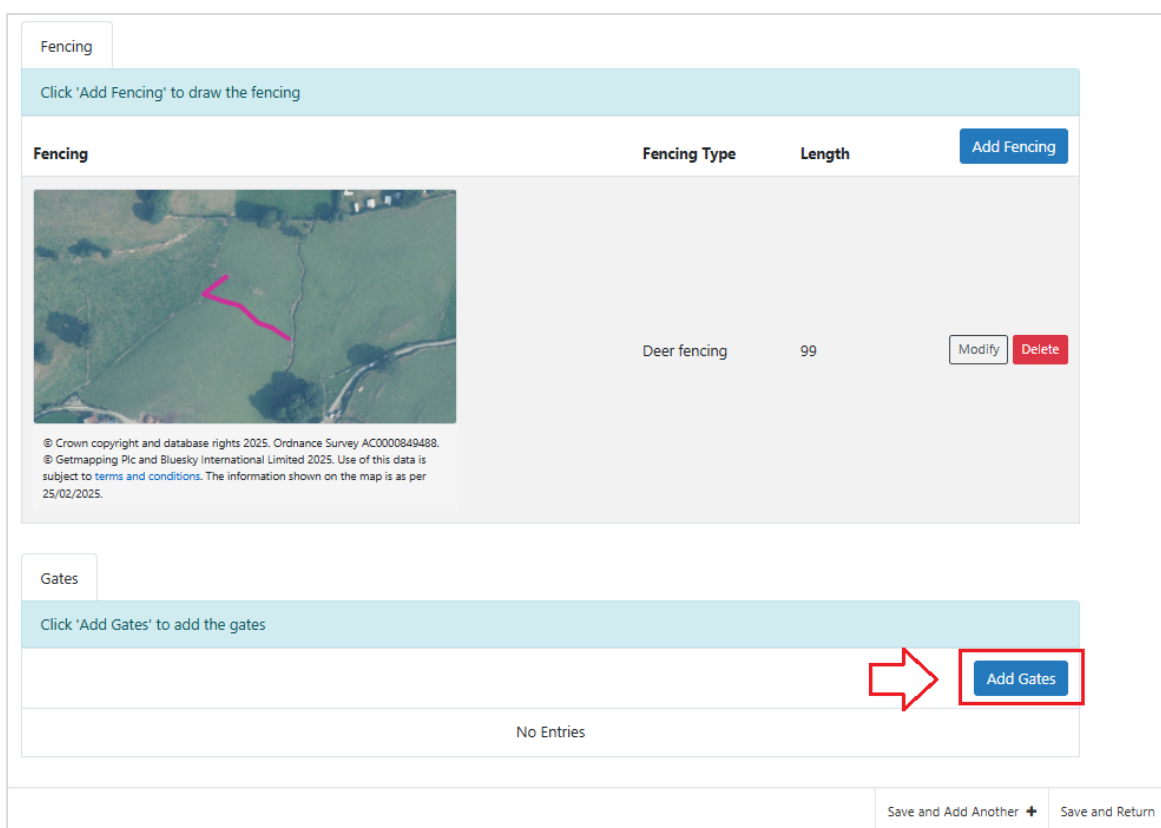 Fencing
Click 'Add Fencing' to draw the fencing
Fencing Fencing Type Length Add Fencing
Deer fencing 99 Modify Delete
© Crown copyright and database rights 2025. Ordnance Survey AC0000849488.
© Getmapping Plc and Bluesky International Limited 2025. Use of this data is
subject to terms and conditions. The information shown on the map is as per
25/02/2025.
Gates
Click 'Add Gates' to add the gates
Add Gates
No Entries
Save and Add Another + Save and Return